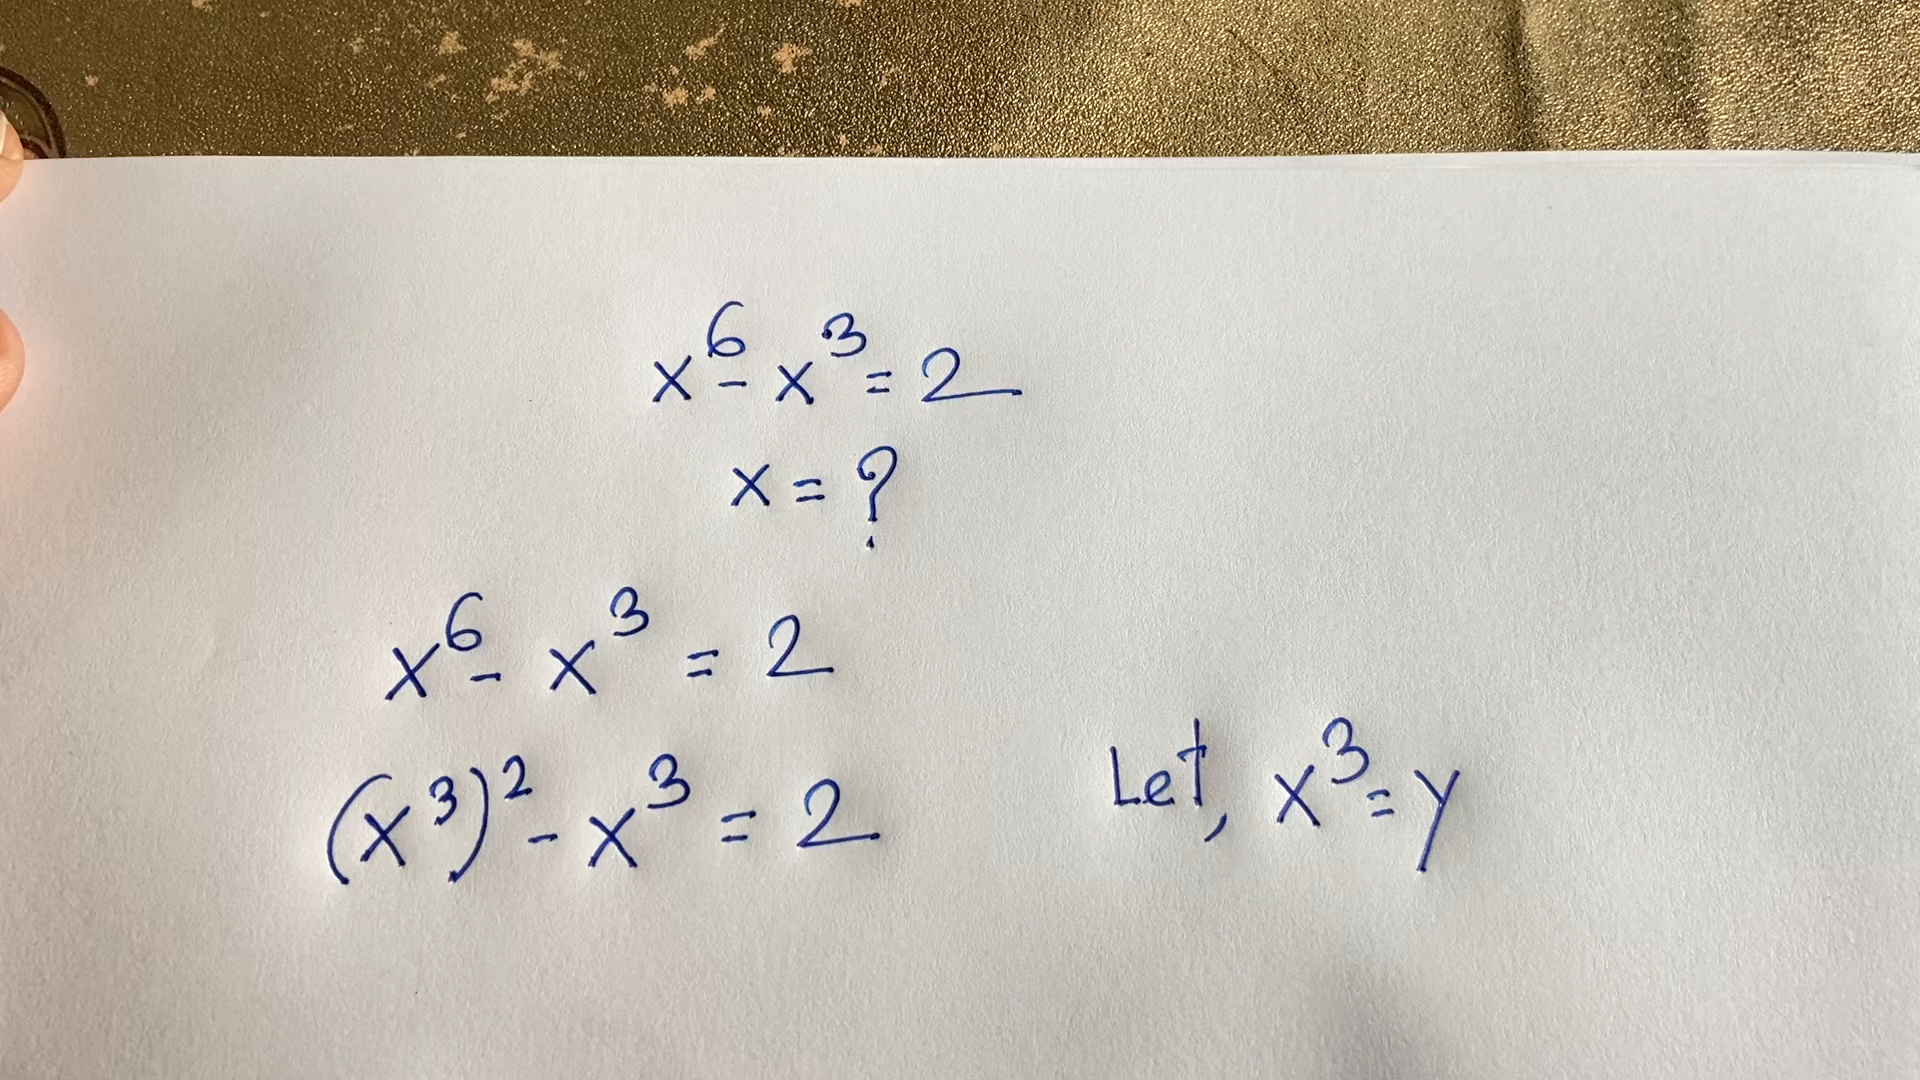 x⁶ - x³ = 2
x = ?
x⁶ - x³ = 2
(x³)² - x³ = 2
Let, x³ = y